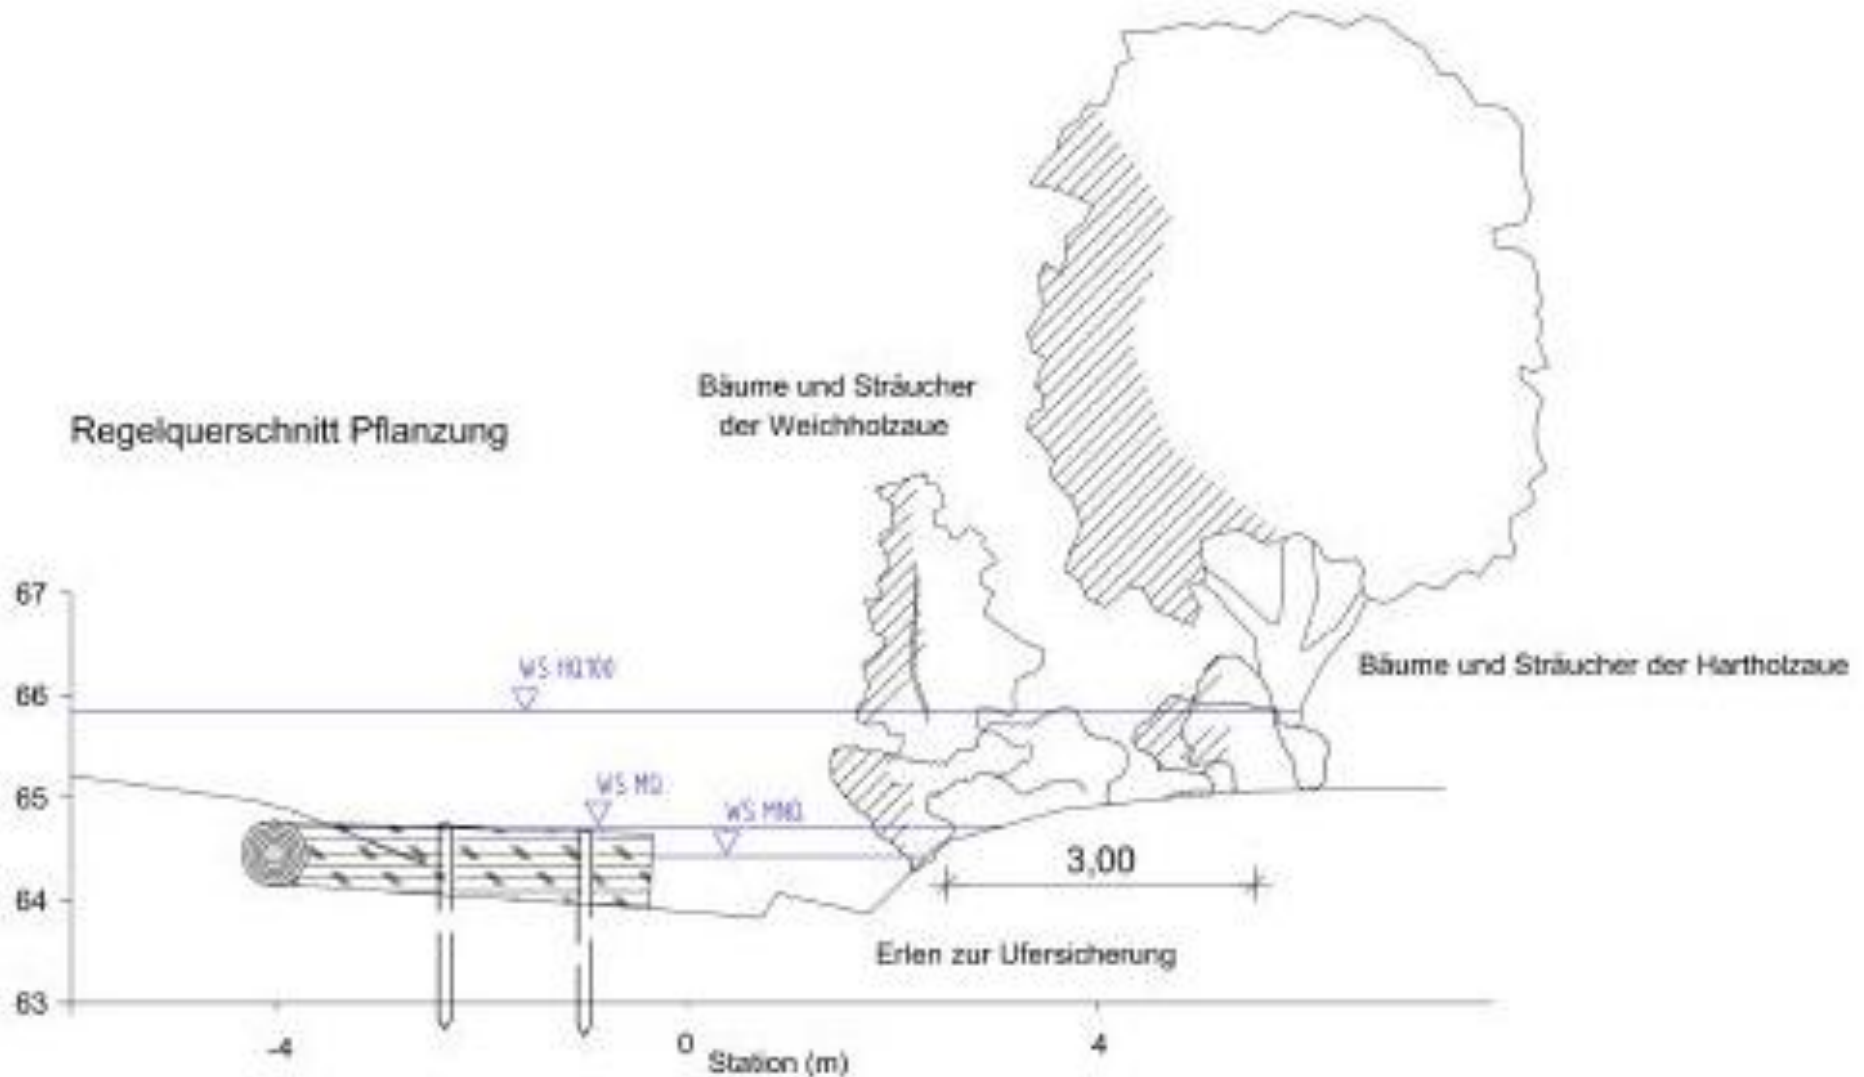 Bäume und Sträucher
der Weichholzaue
Regelquerschnitt Pflanzung
67
WS HQ100
Bäume und Sträucher der Hartholzaue
66
65
WS MQ
WS MNQ
3,00
64
Erlen zur Ufersicherung
63
-4
0
4
Station (m)